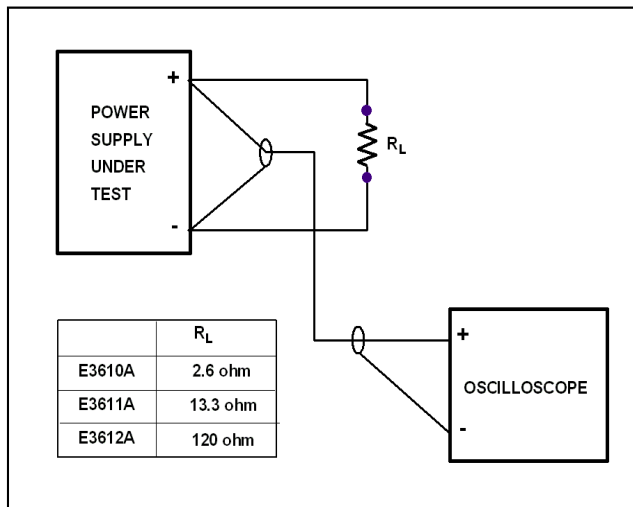 +
POWER
SUPPLY
UNDER
TEST
-
RL
+
OSCILLOSCOPE
-
RL
E3610A 2.6 ohm
E3611A 13.3 ohm
E3612A 120 ohm